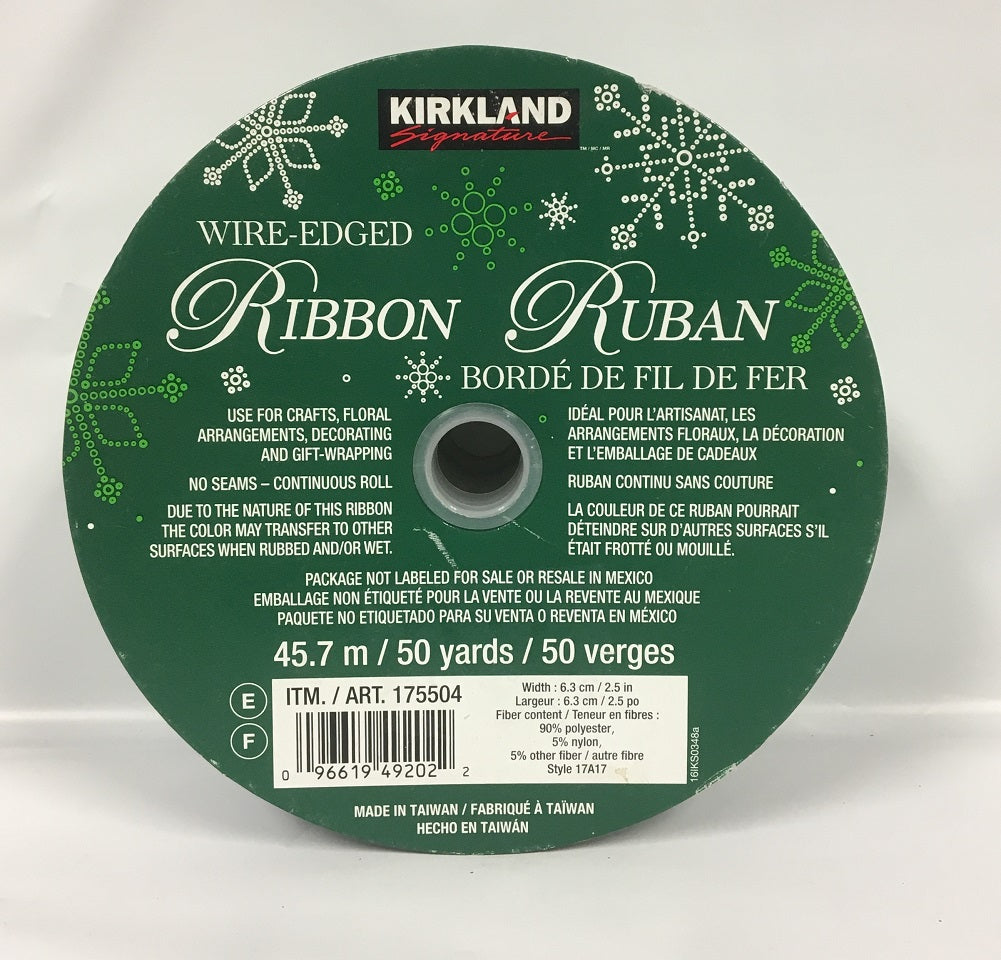 KIRKLAND
Signature
TM / MC / MR
WIRE-EDGED
RIBBON
RUBAN
BORDÉ DE FIL DE FER
USE FOR CRAFTS, FLORAL
ARRANGEMENTS, DECORATING
AND GIFT-WRAPPING
NO SEAMS – CONTINUOUS ROLL
DUE TO THE NATURE OF THIS RIBBON
THE COLOR MAY TRANSFER TO OTHER
SURFACES WHEN RUBBED AND/OR WET.
IDÉAL POUR L'ARTISANAT, LES
ARRANGEMENTS FLORAUX, LA DÉCORATION
ET L'EMBALLAGE DE CADEAUX
RUBAN CONTINU SANS COUTURE
LA COULEUR DE CE RUBAN POURRAIT
DÉTEINDRE SUR D'AUTRES SURFACES S'IL
ÉTAIT FROTTÉ OU MOUILLÉ.
PACKAGE NOT LABELED FOR SALE OR RESALE IN MEXICO
EMBALLAGE NON ÉTIQUETÉ POUR LA VENTE OU LA REVENTE AU MEXIQUE
PAQUETE NO ETIQUETADO PARA SU VENTA O REVENTA EN MÉXICO
45.7 m / 50 yards / 50 verges
E
F
ITM. / ART. 175504
0 96619 49202 2
Width : 6.3 cm / 2.5 in
Largeur : 6.3 cm / 2.5 po
Fiber content / Teneur en fibres :
90% polyester,
5% nylon,
5% other fiber / autre fibre
Style 17A17
16IKS0348a
MADE IN TAIWAN / FABRIQUÉ À TAÏWAN
HECHO EN TAIWÁN